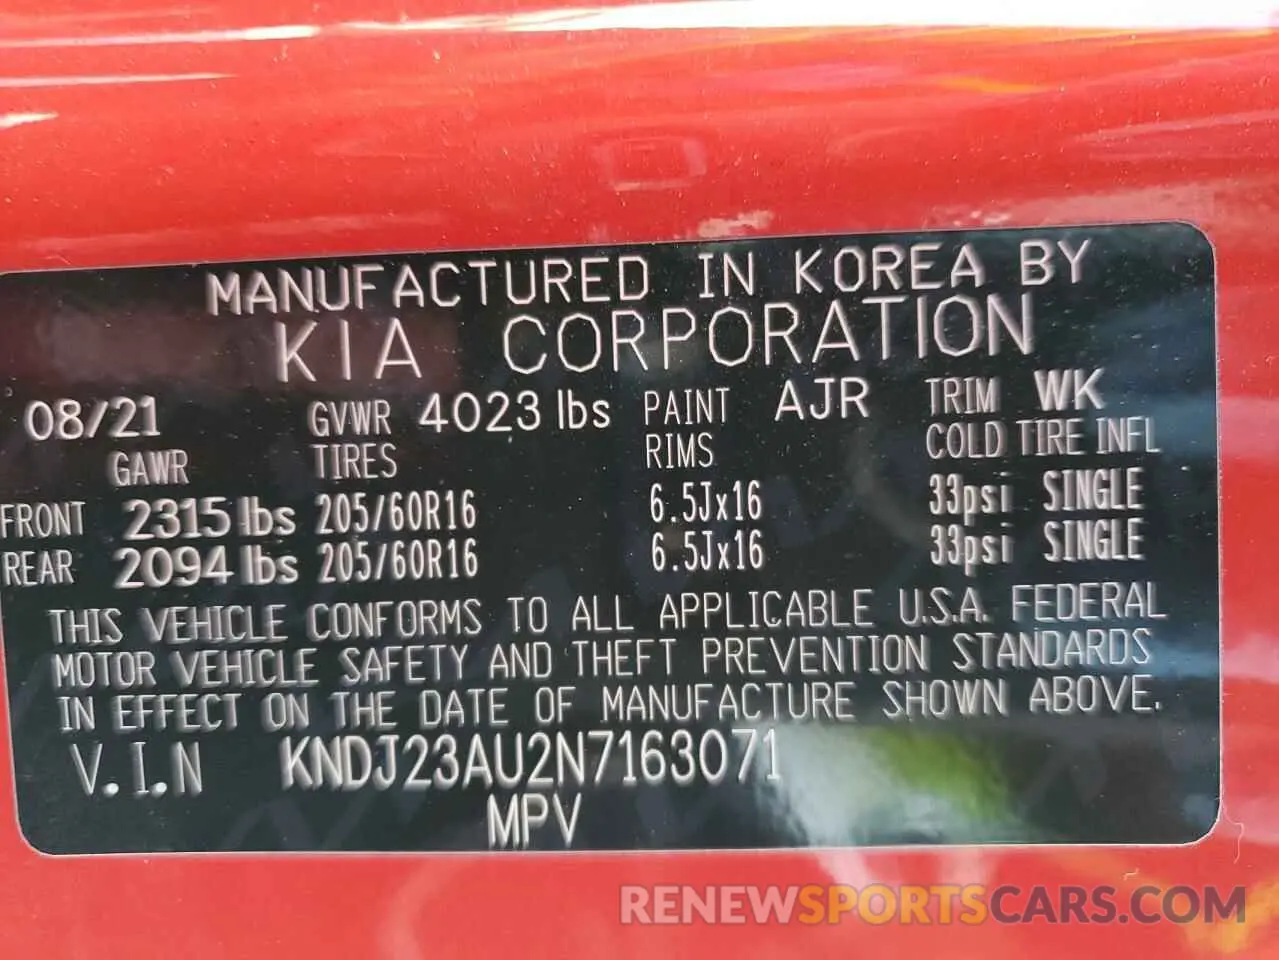 MANUFACTURED IN KOREA BY
KIA CORPORATION
08/21 GVWR 4023 lbs PAINT AJR TRIM WK
GAWR TIRES RIMS COLD TIRE INFL
FRONT 2315 lbs 205/60R16 6.5Jx16 33psi SINGLE
REAR 2094 lbs 205/60R16 6.5Jx16 33psi SINGLE
THIS VEHICLE CONFORMS TO ALL APPLICABLE U.S.A. FEDERAL
MOTOR VEHICLE SAFETY AND THEFT PREVENTION STANDARDS
IN EFFECT ON THE DATE OF MANUFACTURE SHOWN ABOVE.
V.I.N KNDJ23AU2N7163071
MPV
RENEWSPORTSCARS.COM